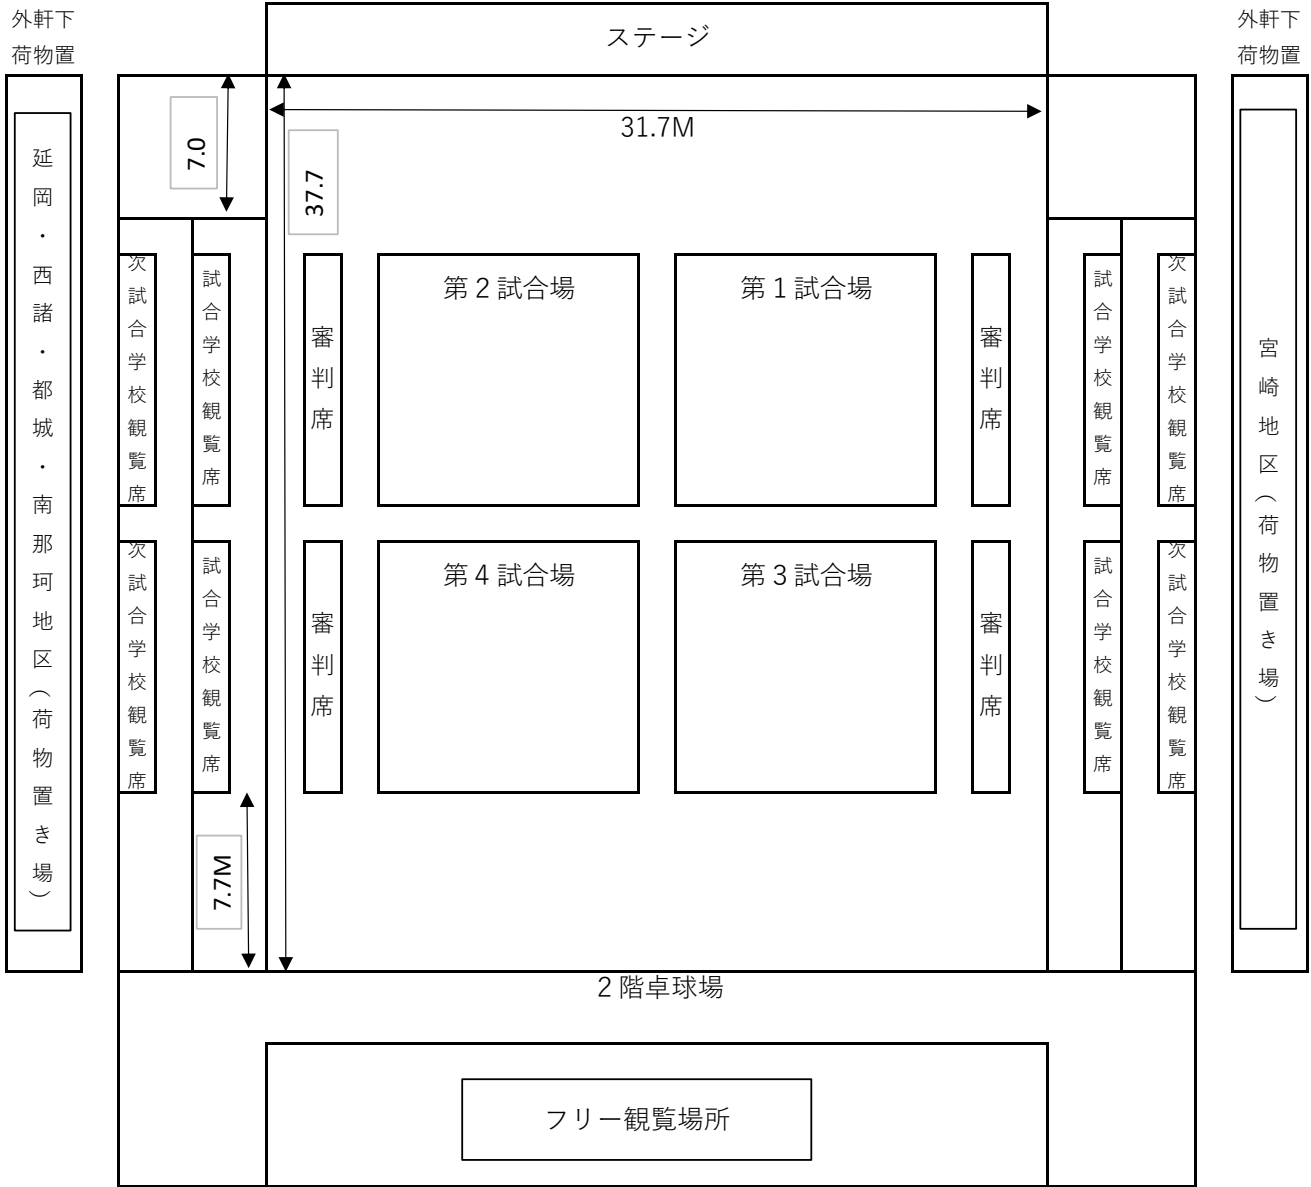 外軒下
荷物置
外軒下
荷物置
ステージ
31.7M
7.0
37.7
延岡・西諸・都城・南那珂地区（荷物置き場）
次試合学校観覧席
試合学校観覧席
審判席
第２試合場
第１試合場
審判席
試合学校観覧席
次試合学校観覧席
宮崎地区（荷物置き場）
次試合学校観覧席
試合学校観覧席
審判席
第４試合場
第３試合場
審判席
試合学校観覧席
次試合学校観覧席
7.7M
２階卓球場
フリー観覧場所